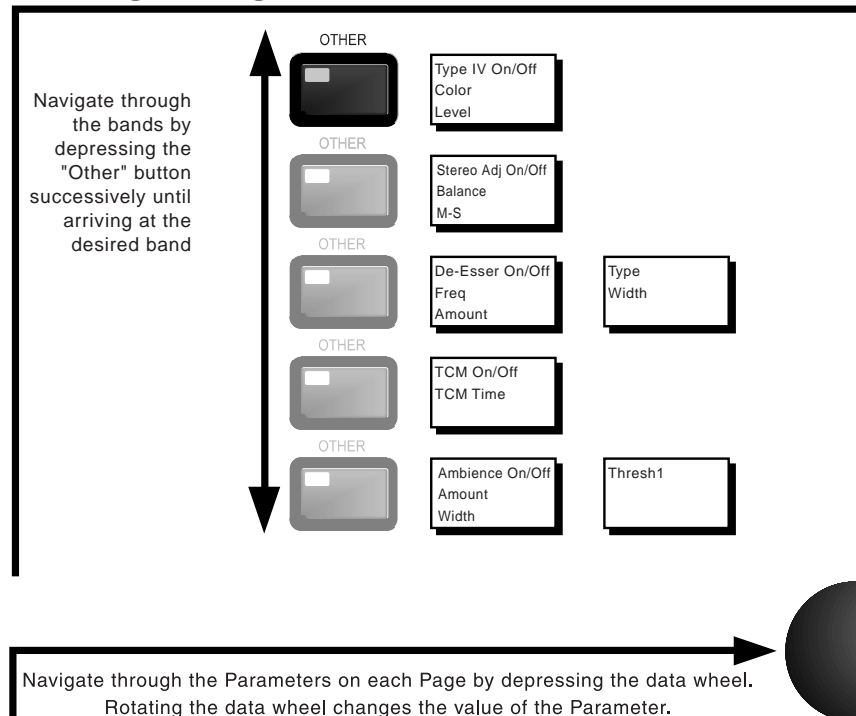 OTHER
Type IV On/Off
Color
Level
Navigate through
the bands by
depressing the
"Other" button
successively until
arriving at the
desired band
OTHER
Stereo Adj On/Off
Balance
M-S
OTHER
De-Esser On/Off
Freq
Amount
Type
Width
OTHER
TCM On/Off
TCM Time
OTHER
Ambience On/Off
Amount
Width
Thresh1
Navigate through the Parameters on each Page by depressing the data wheel.
Rotating the data wheel changes the value of the Parameter.